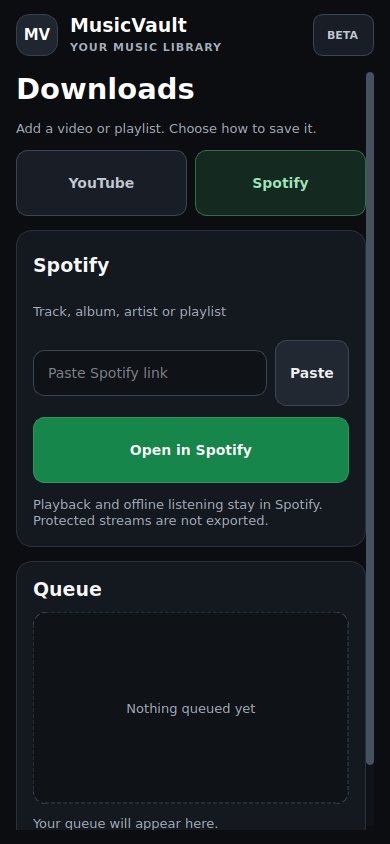 MV
MusicVault
YOUR MUSIC LIBRARY
BETA
Downloads
Add a video or playlist. Choose how to save it.
YouTube
Spotify
Spotify
Track, album, artist or playlist
Paste Spotify link
Paste
Open in Spotify
Playback and offline listening stay in Spotify.
Protected streams are not exported.
Queue
Nothing queued yet
Your queue will appear here.